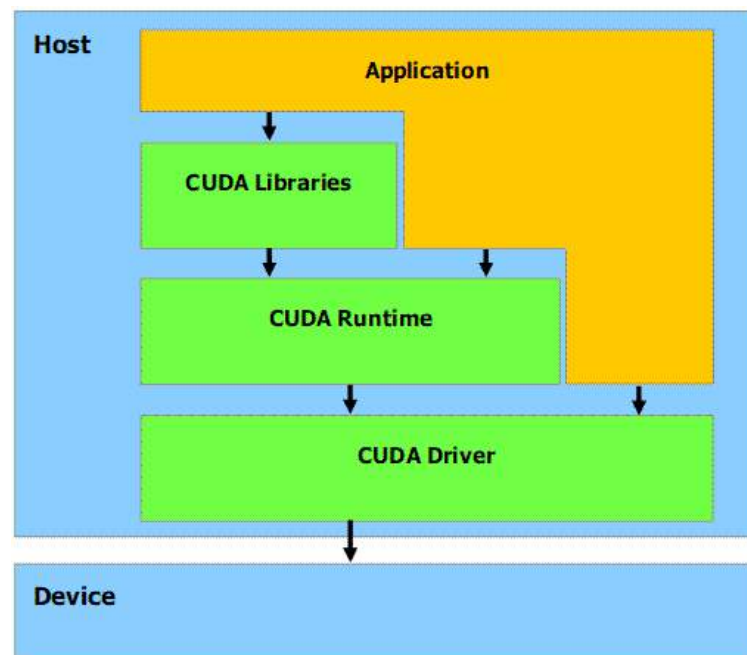 Host
Application
CUDA Libraries
CUDA Runtime
CUDA Driver
Device